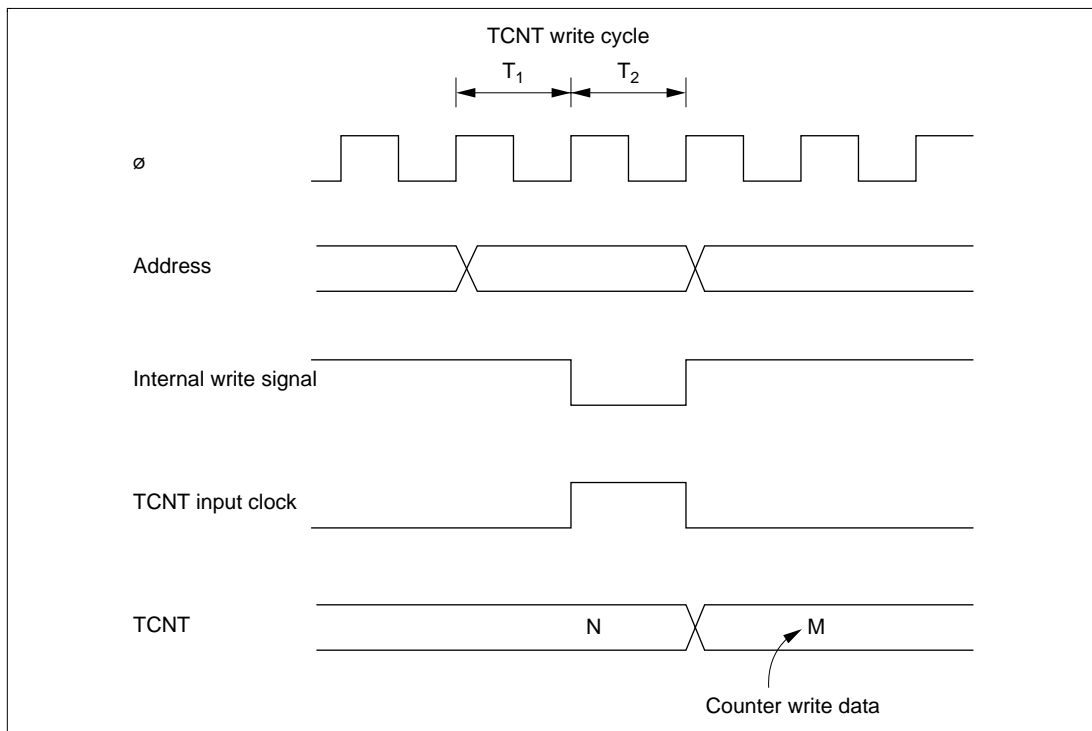 TCNT write cycle
T1 T2
ø
Address
Internal write signal
TCNT input clock
TCNT N M
Counter write data